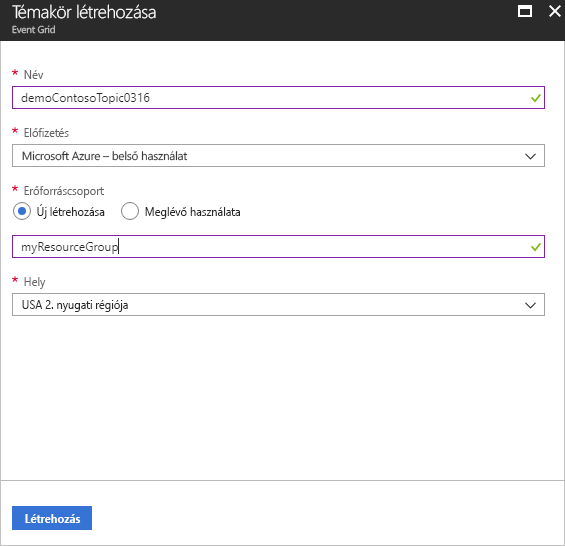 Témakör létrehozása
Event Grid
* Név
demoContosoTopic0316
* Előfizetés
Microsoft Azure – belső használat
* Erőforráscsoport
Új létrehozása Meglévő használata
myResourceGroup
* Hely
USA 2. nyugati régiója
Létrehozás